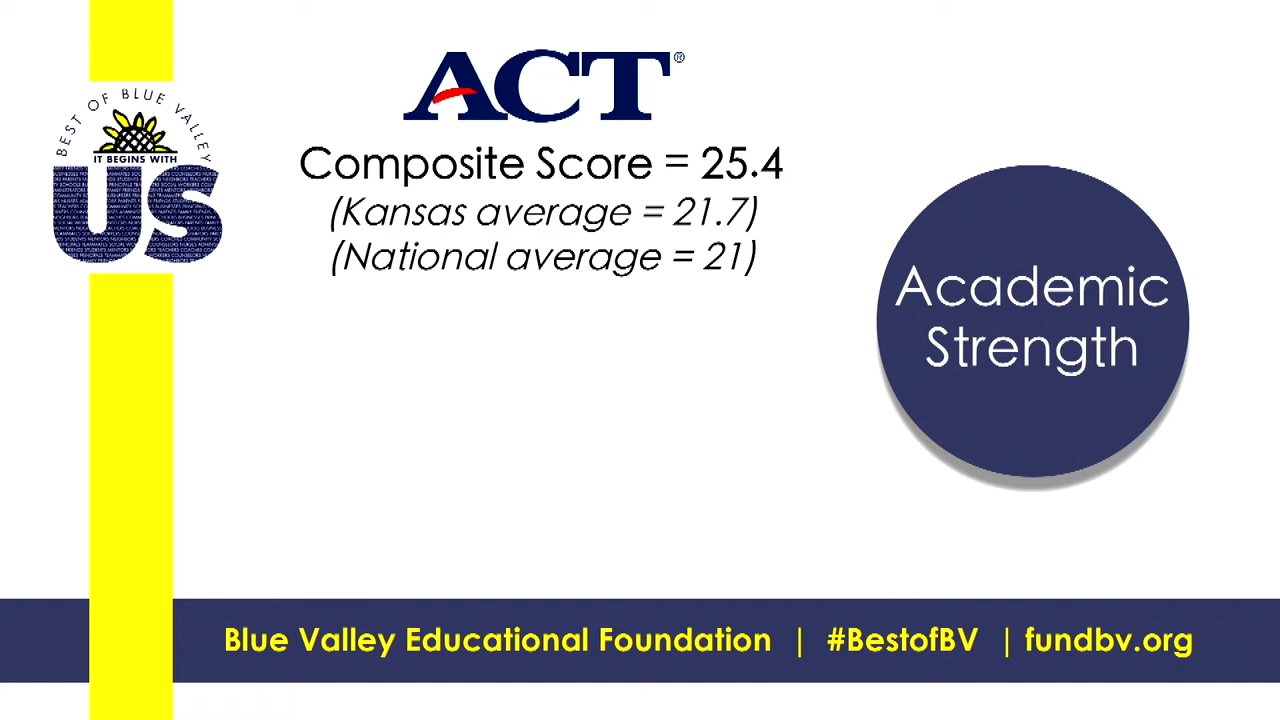 BEST OF BLUE VALLEY
IT BEGINS WITH
US
ACT®
Composite Score = 25.4
(Kansas average = 21.7)
(National average = 21)
Academic
Strength
Blue Valley Educational Foundation | #BestofBV | fundbv.org